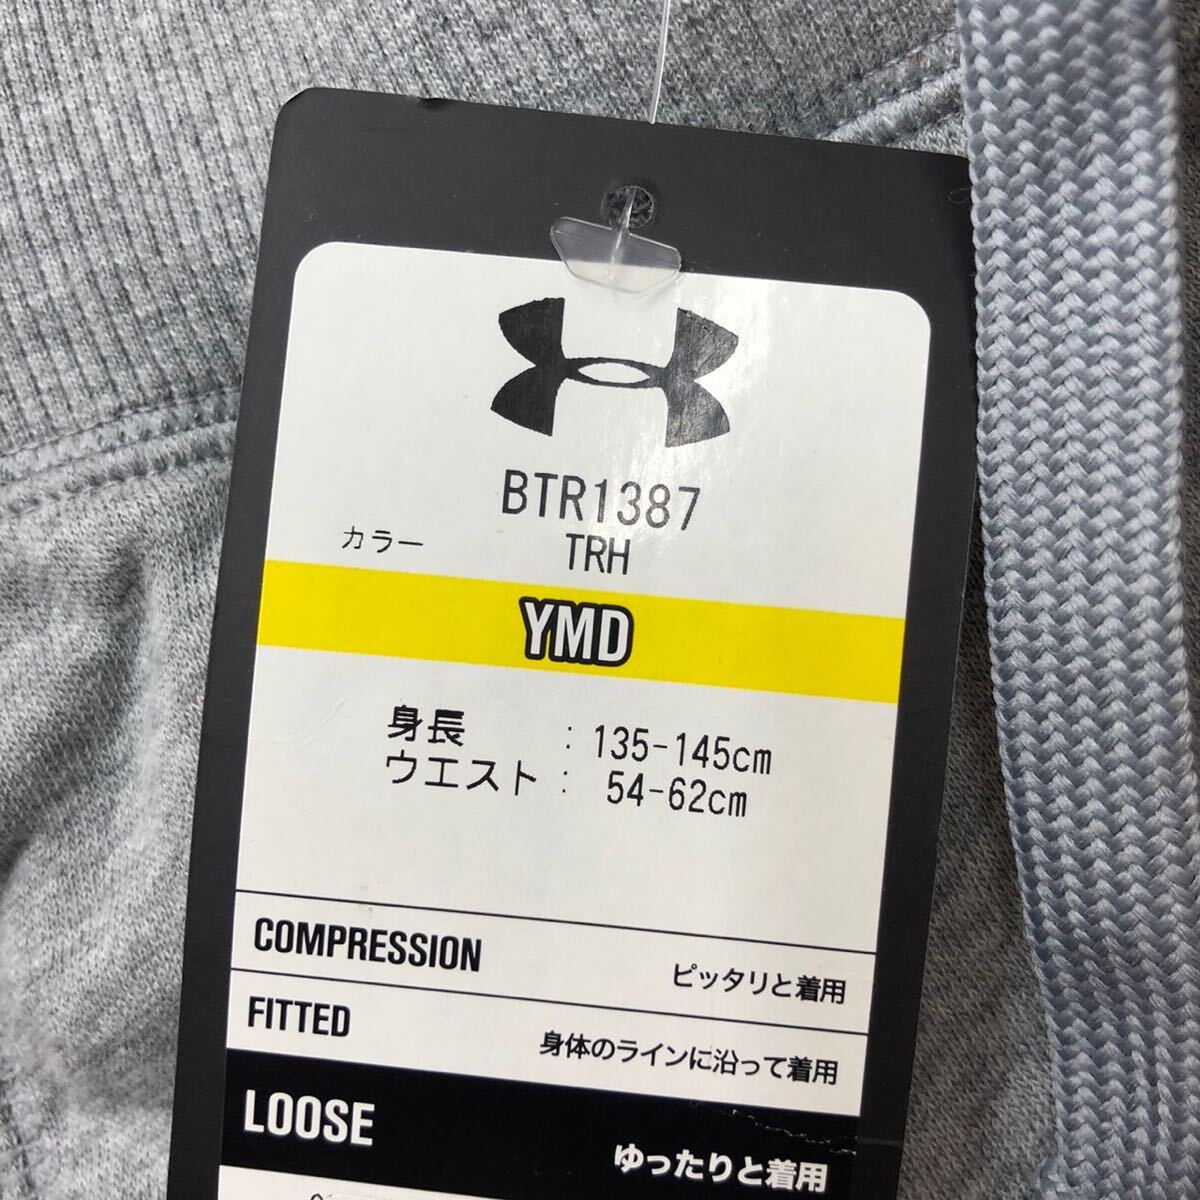 BTR1387
カラー TRH
YMD
身長 : 135-145cm
ウエスト : 54-62cm
COMPRESSION ピッタリと着用
FITTED 身体のラインに沿って着用
LOOSE ゆったりと着用